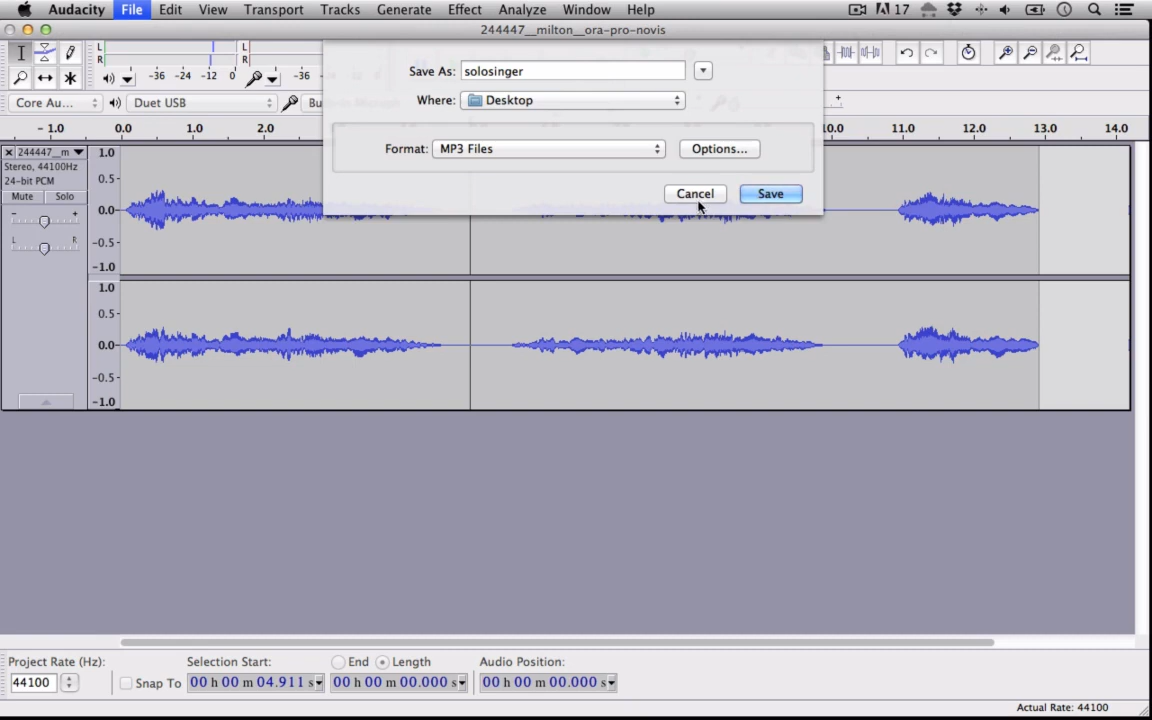 Audacity File Edit View Transport Tracks Generate Effect Analyze Window Help 17
244447__milton__ora-pro-novis
L L
R R
-36 -24 -12 0 -36
Save As: solosinger
Where: Desktop
Core Au... Duet USB
- 1.0 0.0 1.0 2.0 10.0 11.0 12.0 13.0 14.0
Format: MP3 Files Options...
Cancel Save
244447__m
Stereo, 44100Hz
24-bit PCM
Mute Solo
- +
L R
1.0
0.5-
0.0-
-0.5-
-1.0
1.0
0.5-
0.0-
-0.5-
-1.0
Project Rate (Hz): Selection Start: End Length Audio Position:
44100 Snap To 00 h 00 m 04.911 s 00 h 00 m 00.000 s 00 h 00 m 00.000 s
Actual Rate: 44100